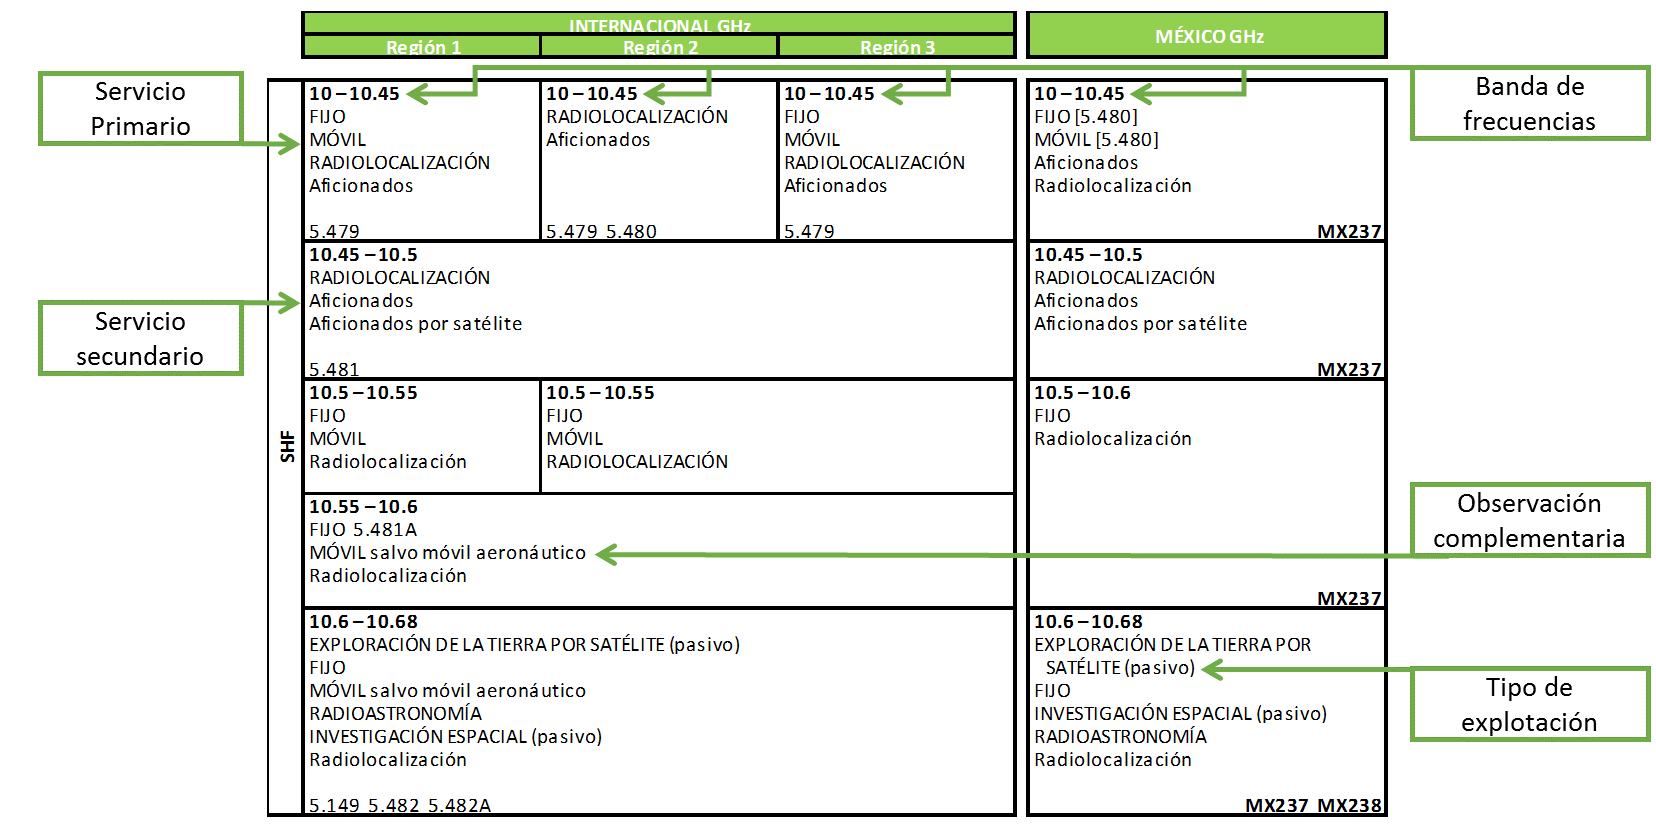 INTERNACIONAL GHz
Región 1
Región 2
Región 3
MÉXICO GHz
Servicio
Primario
Servicio
secundario
Banda de
frecuencias
Observación
complementaria
Tipo de
explotación
SHF
10 – 10.45
FIJO
MÓVIL
RADIOLOCALIZACIÓN
Aficionados
5.479
10 – 10.45
RADIOLOCALIZACIÓN
Aficionados
5.479 5.480
10 – 10.45
FIJO
MÓVIL
RADIOLOCALIZACIÓN
Aficionados
5.479
10 – 10.45
FIJO [5.480]
MÓVIL [5.480]
Aficionados
Radiolocalización
MX237
10.45 – 10.5
RADIOLOCALIZACIÓN
Aficionados
Aficionados por satélite
5.481
10.45 – 10.5
RADIOLOCALIZACIÓN
Aficionados
Aficionados por satélite
MX237
10.5 – 10.55
FIJO
MÓVIL
Radiolocalización
10.5 – 10.55
FIJO
MÓVIL
RADIOLOCALIZACIÓN
10.5 – 10.6
FIJO
Radiolocalización
MX237
10.55 – 10.6
FIJO 5.481A
MÓVIL salvo móvil aeronáutico
Radiolocalización
10.6 – 10.68
EXPLORACIÓN DE LA TIERRA POR SATÉLITE (pasivo)
FIJO
MÓVIL salvo móvil aeronáutico
RADIOASTRONOMÍA
INVESTIGACIÓN ESPACIAL (pasivo)
Radiolocalización
5.149 5.482 5.482A
10.6 – 10.68
EXPLORACIÓN DE LA TIERRA POR
SATÉLITE (pasivo)
FIJO
INVESTIGACIÓN ESPACIAL (pasivo)
RADIOASTRONOMÍA
Radiolocalización
MX237 MX238